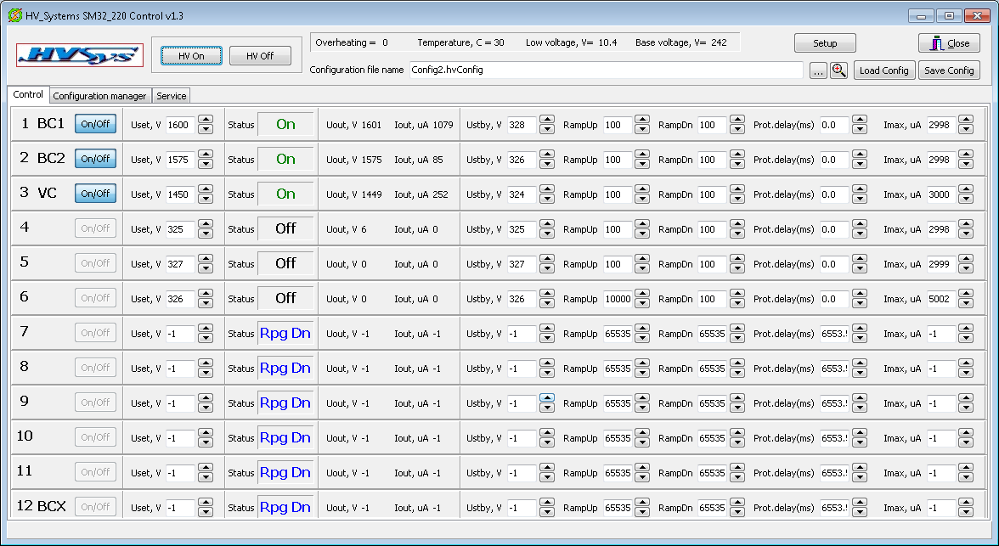 HV_Systems SM32_220 Control v1.3
HVSys HV On HV Off Overheating = 0 Temperature, C = 30 Low voltage, V= 10.4 Base voltage, V= 242 Setup Close
Configuration file name Config2.hvConfig ... Load Config Save Config
Control Configuration manager Service
1 BC1 On/Off Uset, V 1600 Status On Uout, V 1601 Iout, uA 1079 Ustby, V 328 RampUp 100 RampDn 100 Prot.delay(ms) 0.0 Imax, uA 2998
2 BC2 On/Off Uset, V 1575 Status On Uout, V 1575 Iout, uA 85 Ustby, V 326 RampUp 100 RampDn 100 Prot.delay(ms) 0.0 Imax, uA 2998
3 VC On/Off Uset, V 1450 Status On Uout, V 1449 Iout, uA 252 Ustby, V 324 RampUp 100 RampDn 100 Prot.delay(ms) 0.0 Imax, uA 3000
4 On/Off Uset, V 325 Status Off Uout, V 6 Iout, uA 0 Ustby, V 325 RampUp 100 RampDn 100 Prot.delay(ms) 0.0 Imax, uA 2998
5 On/Off Uset, V 327 Status Off Uout, V 0 Iout, uA 0 Ustby, V 327 RampUp 100 RampDn 100 Prot.delay(ms) 0.0 Imax, uA 2999
6 On/Off Uset, V 326 Status Off Uout, V 0 Iout, uA 0 Ustby, V 326 RampUp 10000 RampDn 100 Prot.delay(ms) 0.0 Imax, uA 5002
7 On/Off Uset, V -1 Status Rpg Dn Uout, V -1 Iout, uA -1 Ustby, V -1 RampUp 65535 RampDn 65535 Prot.delay(ms) 6553.5 Imax, uA -1
8 On/Off Uset, V -1 Status Rpg Dn Uout, V -1 Iout, uA -1 Ustby, V -1 RampUp 65535 RampDn 65535 Prot.delay(ms) 6553.5 Imax, uA -1
9 On/Off Uset, V -1 Status Rpg Dn Uout, V -1 Iout, uA -1 Ustby, V -1 RampUp 65535 RampDn 65535 Prot.delay(ms) 6553.5 Imax, uA -1
10 On/Off Uset, V -1 Status Rpg Dn Uout, V -1 Iout, uA -1 Ustby, V -1 RampUp 65535 RampDn 65535 Prot.delay(ms) 6553.5 Imax, uA -1
11 On/Off Uset, V -1 Status Rpg Dn Uout, V -1 Iout, uA -1 Ustby, V -1 RampUp 65535 RampDn 65535 Prot.delay(ms) 6553.5 Imax, uA -1
12 BCX On/Off Uset, V -1 Status Rpg Dn Uout, V -1 Iout, uA -1 Ustby, V -1 RampUp 65535 RampDn 65535 Prot.delay(ms) 6553.5 Imax, uA -1